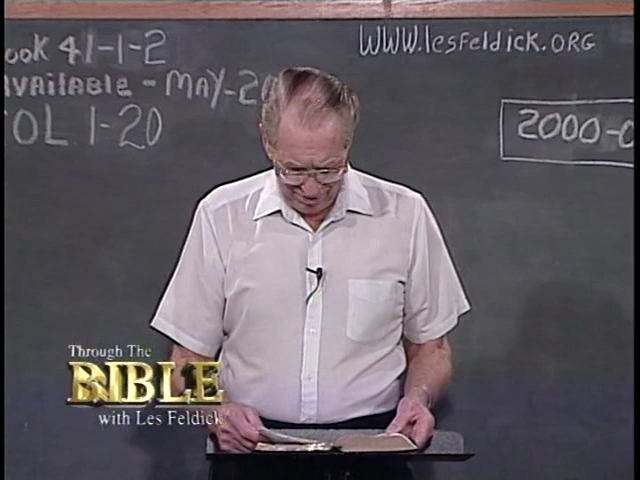 ook 41-1-2
vailable - May-20
OL 1-20
www.lesfeldick.org
2000-0
Through The
BIBLE
with Les Feldick